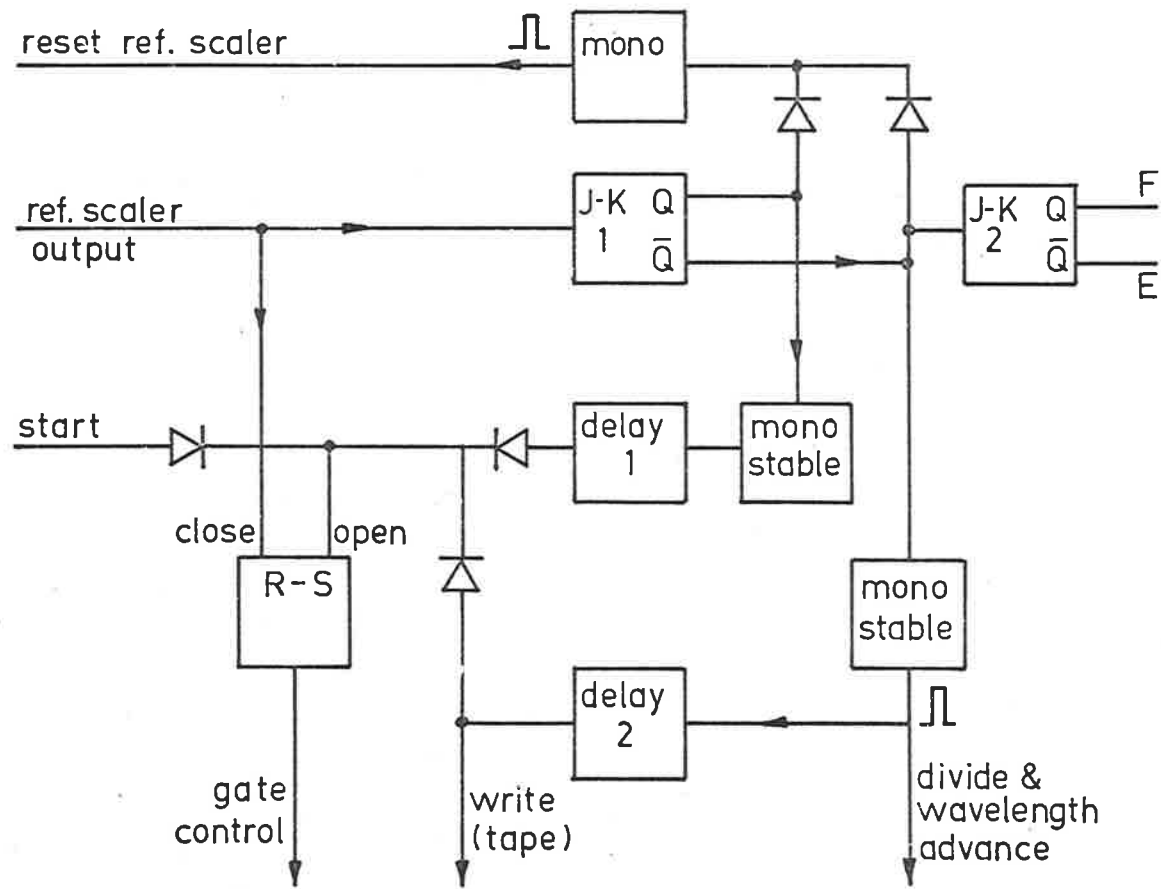 reset ref. scaler
mono
ref. scaler
output
J-K Q
1
Q̅
J-K Q
2
Q̅
F
E
start
delay
1
mono
stable
close
open
R-S
mono
stable
delay
2
gate
control
write
(tape)
divide &
wavelength
advance